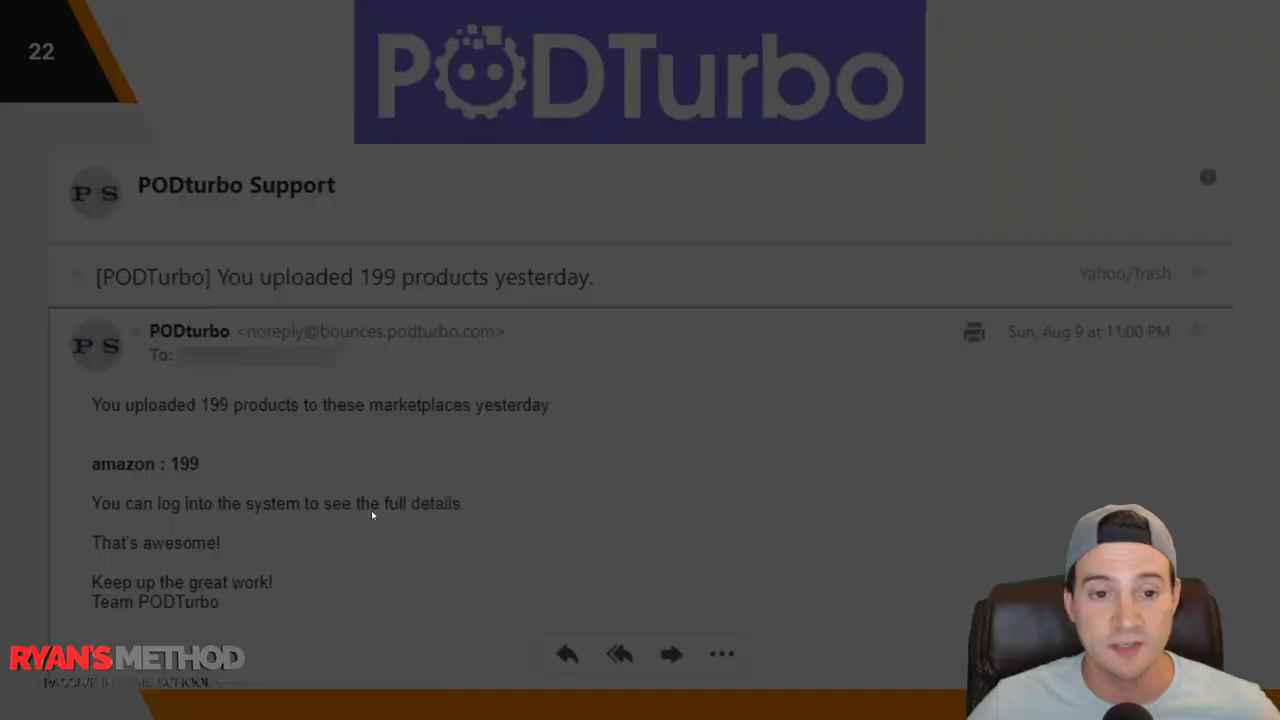 22
PODTurbo
P S
PODturbo Support
[PODTurbo] You uploaded 199 products yesterday.
Yahoo/Trash
P S
PODturbo <noreply@bounces.podturbo.com>
Sun, Aug 9 at 11:00 PM
To:
You uploaded 199 products to these marketplaces yesterday
amazon : 199
You can log into the system to see the full details
That's awesome!
Keep up the great work!
Team PODTurbo
RYAN'S METHOD
PASSIVE INCOME SCHOOL